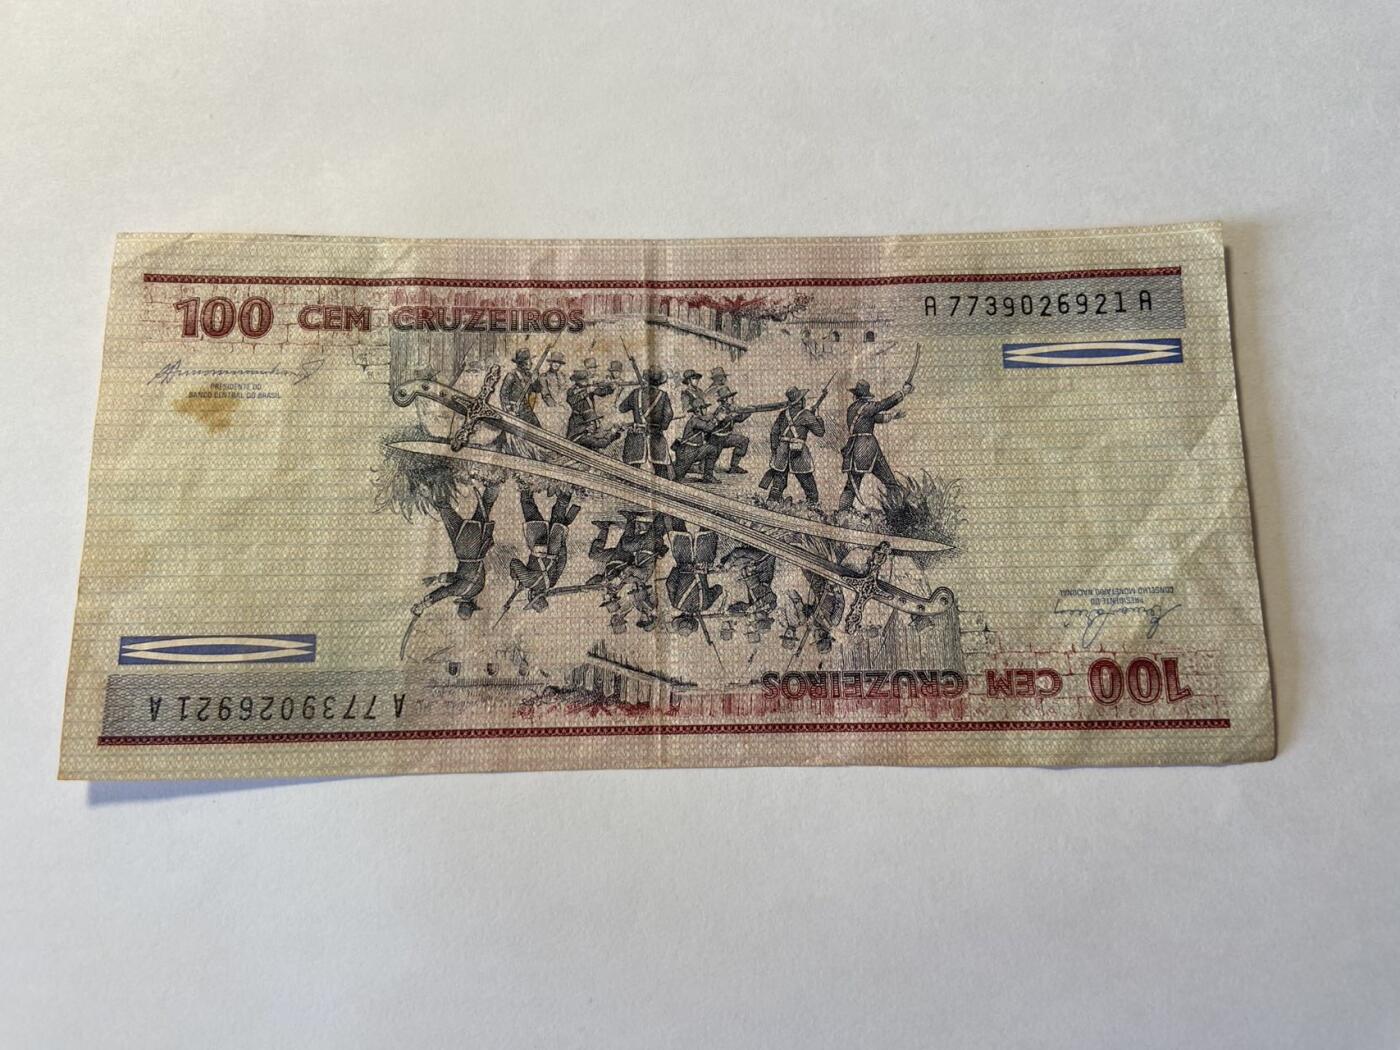 100 CEM CRUZEIROS
A 7739026921 A
PRESIDENTE DO
BANCO CENTRAL DO BRASIL
PRESIDENTE DO
CONSELHO MONETÁRIO NACIONAL
A 7739026921 A
100 CEM CRUZEIROS